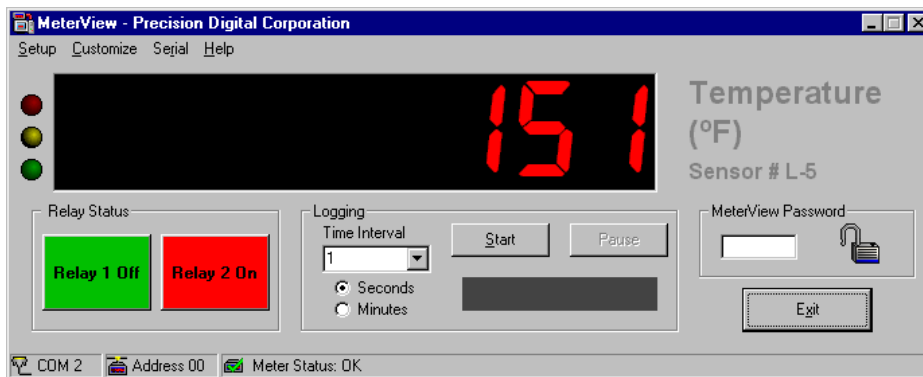 MeterView - Precision Digital Corporation
Setup Customize Serial Help
151
Temperature
(ºF)
Sensor # L-5
Relay Status
Relay 1 Off
Relay 2 On
Logging
Time Interval
1
Seconds
Minutes
Start
Pause
MeterView Password
Exit
COM 2
Address 00
Meter Status: OK